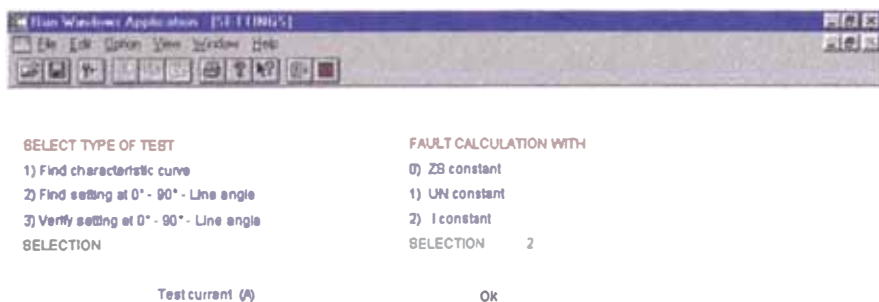 Run Windows Application - [SETTINGS]
File Edit Option View Window Help
SELECT TYPE OF TEST
1) Find characteristic curve
2) Find setting at 0° - 90° - Line angle
3) Verify setting at 0° - 90° - Line angle
SELECTION
Test current (A)
FAULT CALCULATION WITH
0) ZS constant
1) UN constant
2) I constant
SELECTION 2
Ok